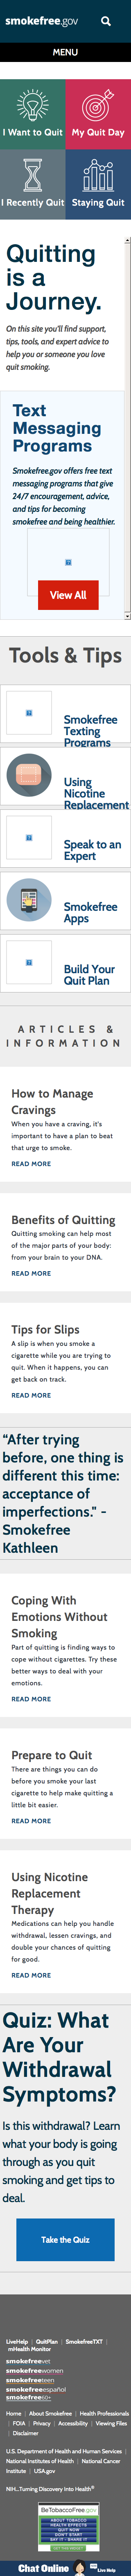 smokefree.gov
MENU
I Want to Quit
My Quit Day
I Recently Quit
Staying Quit
Quitting
is a
Journey.
On this site you'll find support,
tips, tools, and expert advice to
help you or someone you love
quit smoking.
Text
Messaging
Programs
Smokefree.gov offers free text
messaging programs that give
24/7 encouragement, advice,
and tips for becoming
smokefree and being healthier.
View All
Tools & Tips
Smokefree
Texting
Programs
Using
Nicotine
Replacement
Speak to an
Expert
Smokefree
Apps
Build Your
Quit Plan
ARTICLES &
INFORMATION
How to Manage
Cravings
When you have a craving, it's
important to have a plan to beat
that urge to smoke.
READ MORE
Benefits of Quitting
Quitting smoking can help most
of the major parts of your body:
from your brain to your DNA.
READ MORE
Tips for Slips
A slip is when you smoke a
cigarette while you are trying to
quit. When it happens, you can
get back on track.
READ MORE
“After trying
before, one thing is
different this time:
acceptance of
imperfections.” -
Smokefree
Kathleen
Coping With
Emotions Without
Smoking
Part of quitting is finding ways to
cope without cigarettes. Try these
better ways to deal with your
emotions.
READ MORE
Prepare to Quit
There are things you can do
before you smoke your last
cigarette to help make quitting a
little bit easier.
READ MORE
Using Nicotine
Replacement
Therapy
Medications can help you handle
withdrawal, lessen cravings, and
double your chances of quitting
for good.
READ MORE
Quiz: What
Are Your
Withdrawal
Symptoms?
Is this withdrawal? Learn
what your body is going
through as you quit
smoking and get tips to
deal.
Take the Quiz
LiveHelp | QuitPlan | SmokefreeTXT |
mHealth Monitor
smokefreevet
smokefreewomen
smokefreeteen
smokefreeespañol
smokefree60+
Home | About Smokefree | Health Professionals
| FOIA | Privacy | Accessibility | Viewing Files
| Disclaimer
U.S. Department of Health and Human Services |
National Institutes of Health | National Cancer
Institute | USA.gov
NIH...Turning Discovery Into Health®
BeTobaccoFree.gov
ABOUT TOBACCO
HEALTH EFFECTS
QUIT NOW
DON'T START
SAY IT - SHARE IT
Chat Online
Live Help